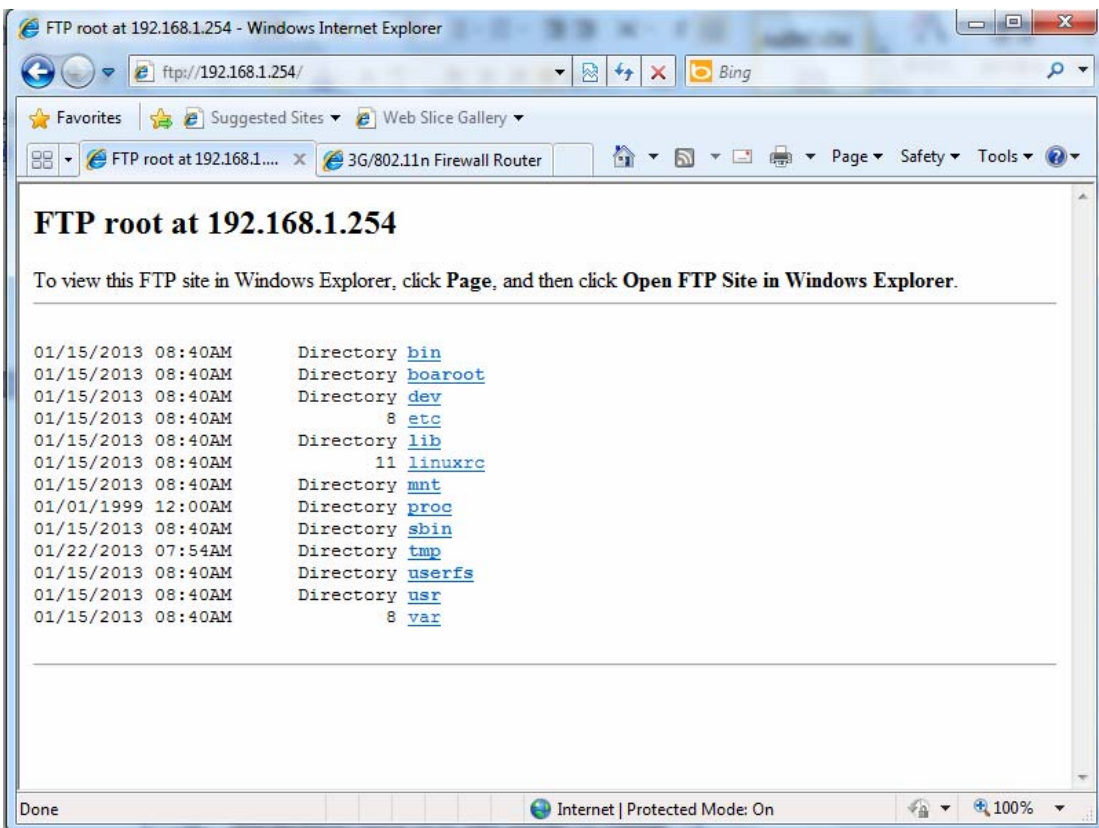 FTP root at 192.168.1.254 - Windows Internet Explorer
ftp://192.168.1.254/
Bing
Favorites
Suggested Sites
Web Slice Gallery
FTP root at 192.168.1....
3G/802.11n Firewall Router
Page
Safety
Tools
FTP root at 192.168.1.254
To view this FTP site in Windows Explorer, click Page, and then click Open FTP Site in Windows Explorer.
01/15/2013 08:40AM Directory bin
01/15/2013 08:40AM Directory boaroot
01/15/2013 08:40AM Directory dev
01/15/2013 08:40AM 8 etc
01/15/2013 08:40AM Directory lib
01/15/2013 08:40AM 11 linuxrc
01/15/2013 08:40AM Directory mnt
01/01/1999 12:00AM Directory proc
01/15/2013 08:40AM Directory sbin
01/22/2013 07:54AM Directory tmp
01/15/2013 08:40AM Directory userfs
01/15/2013 08:40AM Directory usr
01/15/2013 08:40AM 8 var
Done
Internet | Protected Mode: On
100%